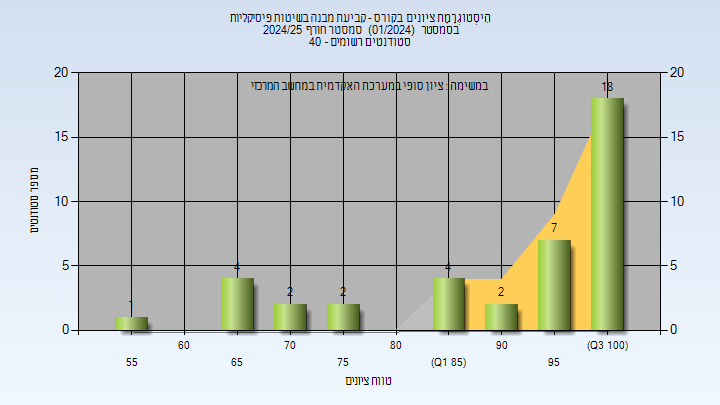 היסטוגרמת ציונים בקורס - קביעת מבנה בשיטות פיסיקליות
בסמסטר (01/2024) סמסטר חורף 2024/25
סטודנטים רשומים - 40
במשימה : ציון סופי במערכת האקדמית במחשב המרכזי
20 20
15 15
10 10
5 5
0 0
מספר סטודנטים
1 4 2 2 4 2 7 18
60 70 80 90 (Q3 100)
55 65 75 (Q1 85) 95
טווח ציונים